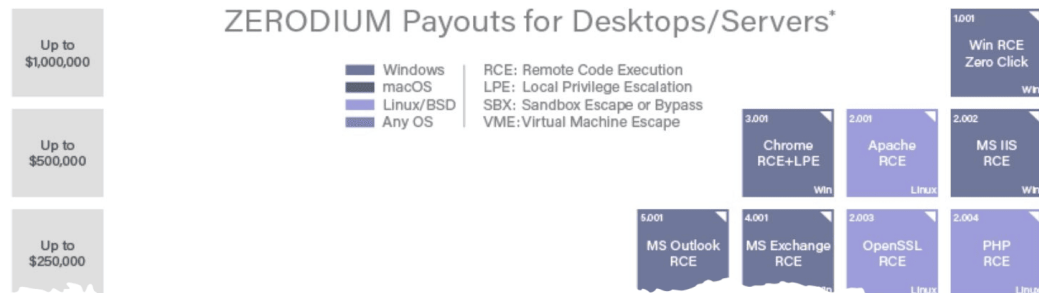 ZERODIUM Payouts for Desktops/Servers*
Up to
$1,000,000
Windows
macOS
Linux/BSD
Any OS
RCE: Remote Code Execution
LPE: Local Privilege Escalation
SBX: Sandbox Escape or Bypass
VME: Virtual Machine Escape
1.001
Win RCE
Zero Click
Win
Up to
$500,000
3.001
Chrome
RCE+LPE
Win
2.001
Apache
RCE
Linux
2.002
MS IIS
RCE
Win
Up to
$250,000
5.001
MS Outlook
RCE
4.001
MS Exchange
RCE
2.003
OpenSSL
RCE
Linux
2.004
PHP
RCE
Linux